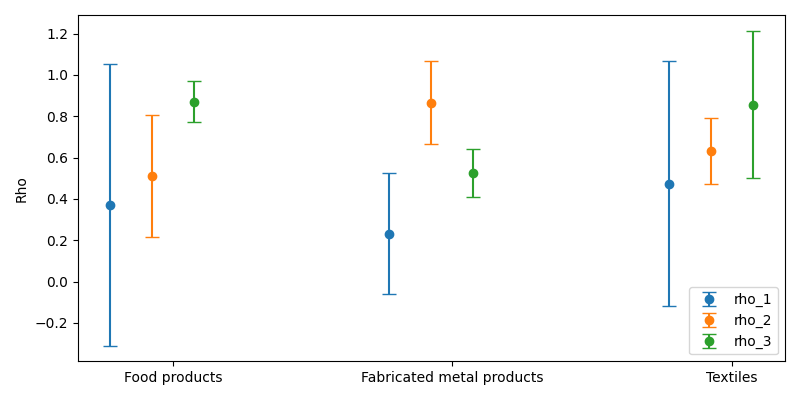 1.2
1.0
0.8
0.6
0.4
0.2
0.0
−0.2
Rho
Food products
Fabricated metal products
Textiles
rho_1
rho_2
rho_3